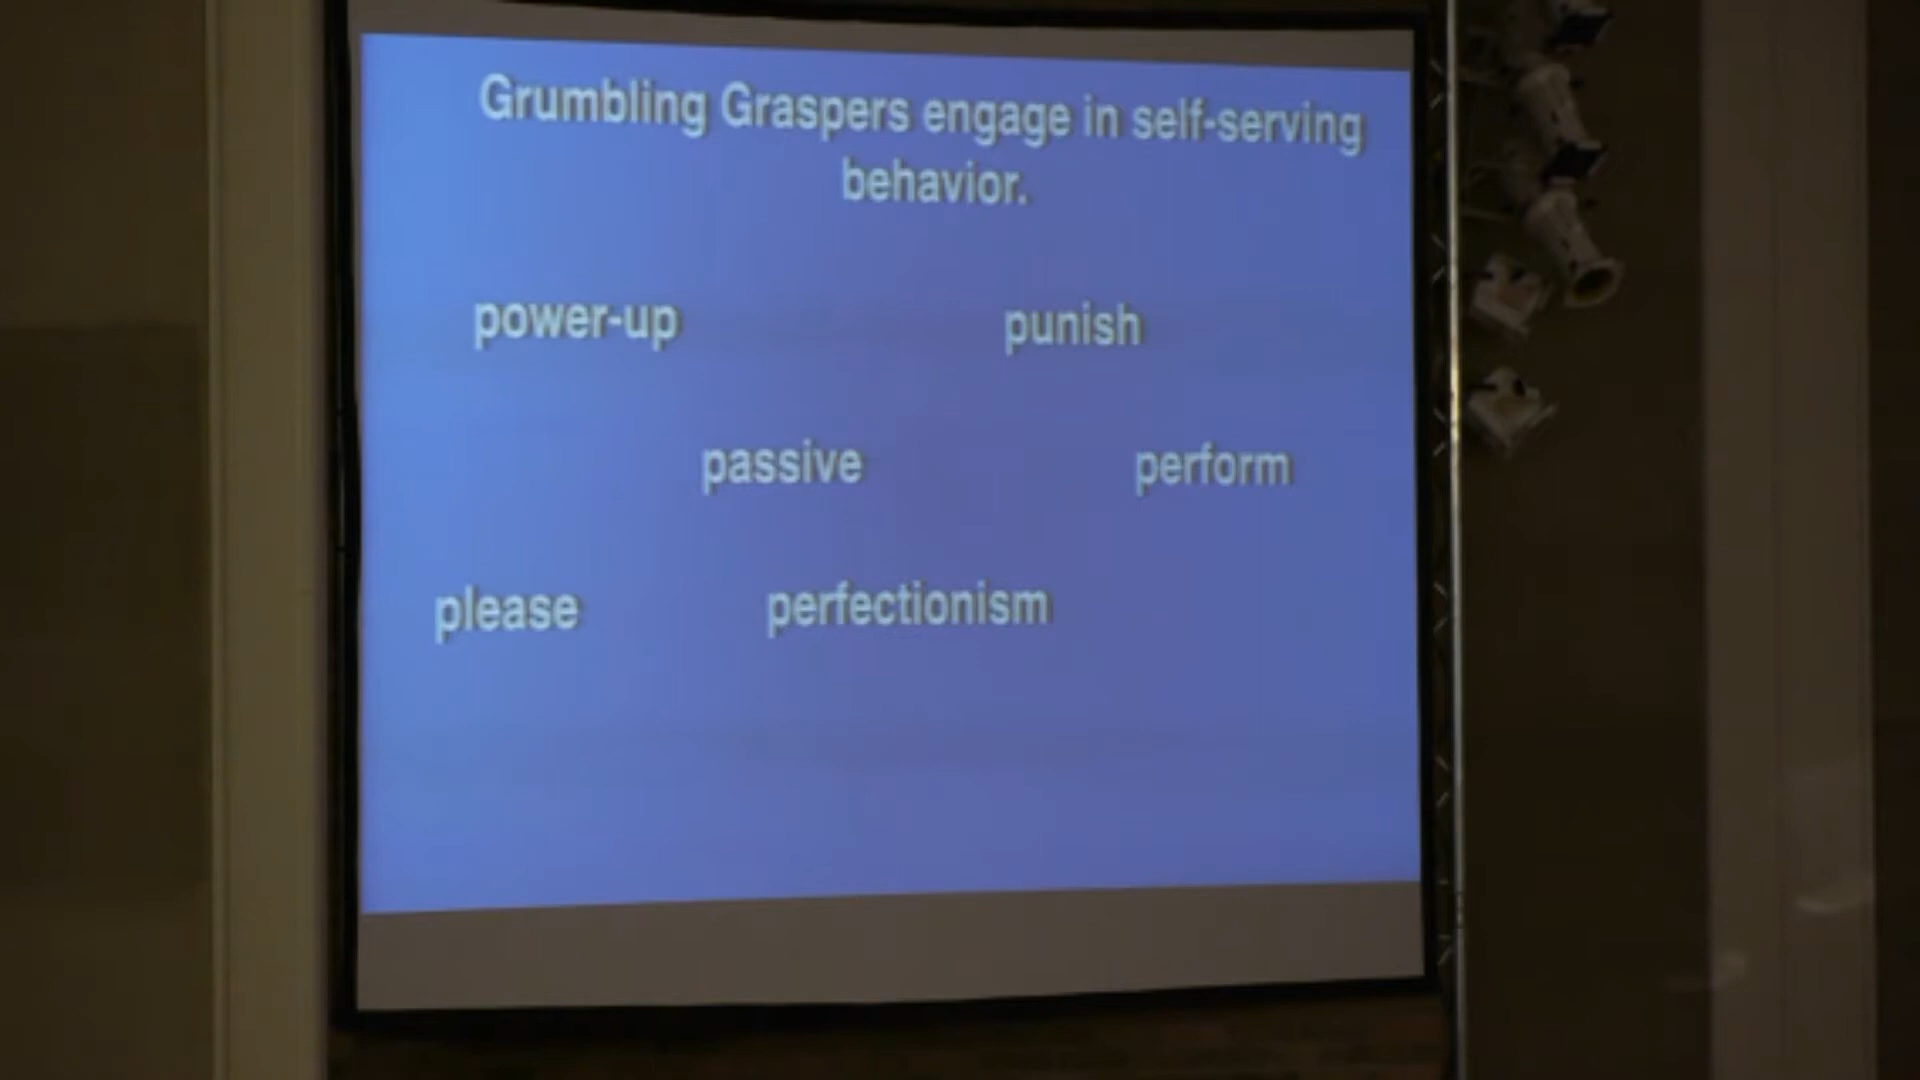 Grumbling Graspers engage in self-serving
behavior.
power-up punish
passive perform
please perfectionism